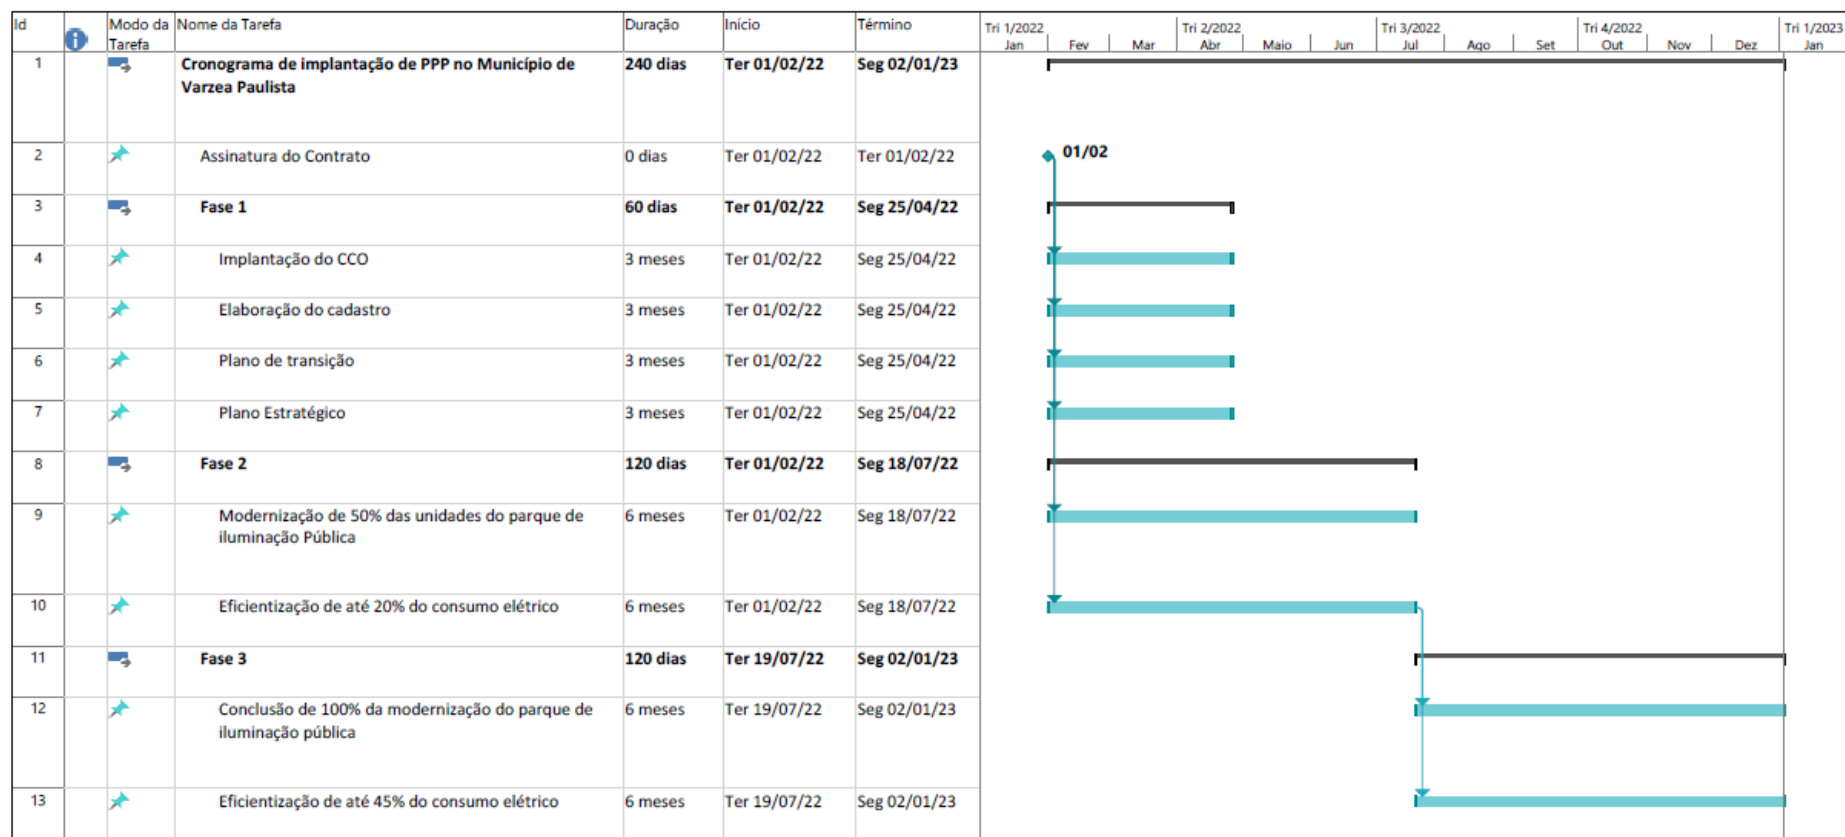 Id Modo da Tarefa Nome da Tarefa Duração Início Término
Tri 1/2022 Tri 2/2022 Tri 3/2022 Tri 4/2022 Tri 1/2023
Jan Fev Mar Abr Maio Jun Jul Ago Set Out Nov Dez Jan
1 Cronograma de implantação de PPP no Município de 240 dias Ter 01/02/22 Seg 02/01/23
Varzea Paulista
2 Assinatura do Contrato 0 dias Ter 01/02/22 Ter 01/02/22 01/02
3 Fase 1 60 dias Ter 01/02/22 Seg 25/04/22
4 Implantação do CCO 3 meses Ter 01/02/22 Seg 25/04/22
5 Elaboração do cadastro 3 meses Ter 01/02/22 Seg 25/04/22
6 Plano de transição 3 meses Ter 01/02/22 Seg 25/04/22
7 Plano Estratégico 3 meses Ter 01/02/22 Seg 25/04/22
8 Fase 2 120 dias Ter 01/02/22 Seg 18/07/22
9 Modernização de 50% das unidades do parque de 6 meses Ter 01/02/22 Seg 18/07/22
iluminação Pública
10 Eficientização de até 20% do consumo elétrico 6 meses Ter 01/02/22 Seg 18/07/22
11 Fase 3 120 dias Ter 19/07/22 Seg 02/01/23
12 Conclusão de 100% da modernização do parque de 6 meses Ter 19/07/22 Seg 02/01/23
iluminação pública
13 Eficientização de até 45% do consumo elétrico 6 meses Ter 19/07/22 Seg 02/01/23